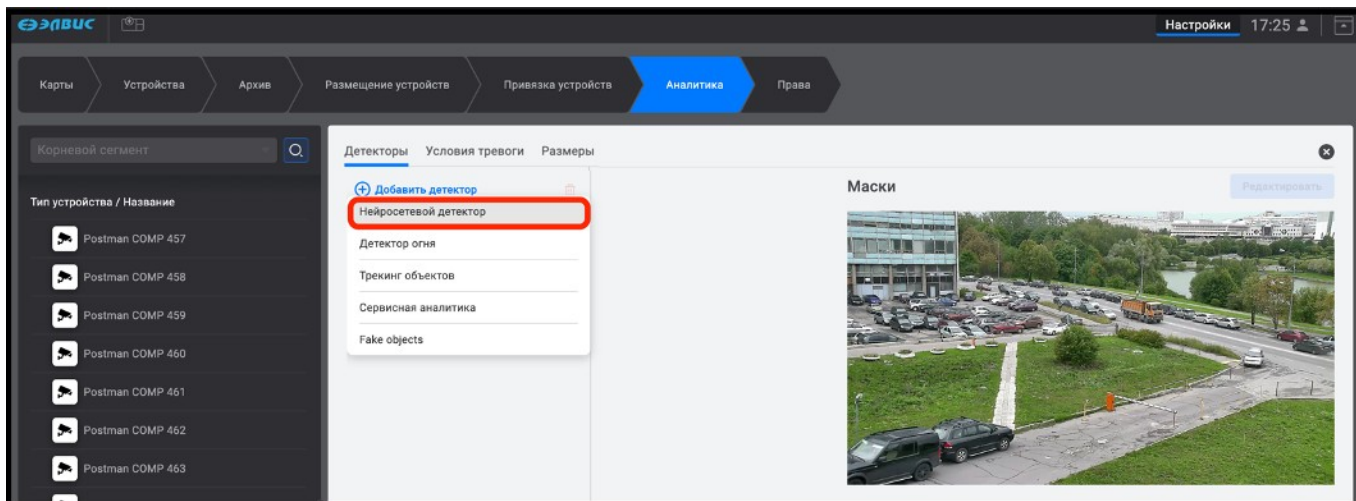 ЭЛВИС
Настройки 17:25
Карты Устройства Архив Размещение устройств Привязка устройств Аналитика Права
Корневой сегмент
Детекторы Условия тревоги Размеры
Тип устройства / Название
Postman COMP 457
Postman COMP 458
Postman COMP 459
Postman COMP 460
Postman COMP 461
Postman COMP 462
Postman COMP 463
Добавить детектор
Нейросетевой детектор
Детектор огня
Трекинг объектов
Сервисная аналитика
Fake objects
Маски
Редактировать